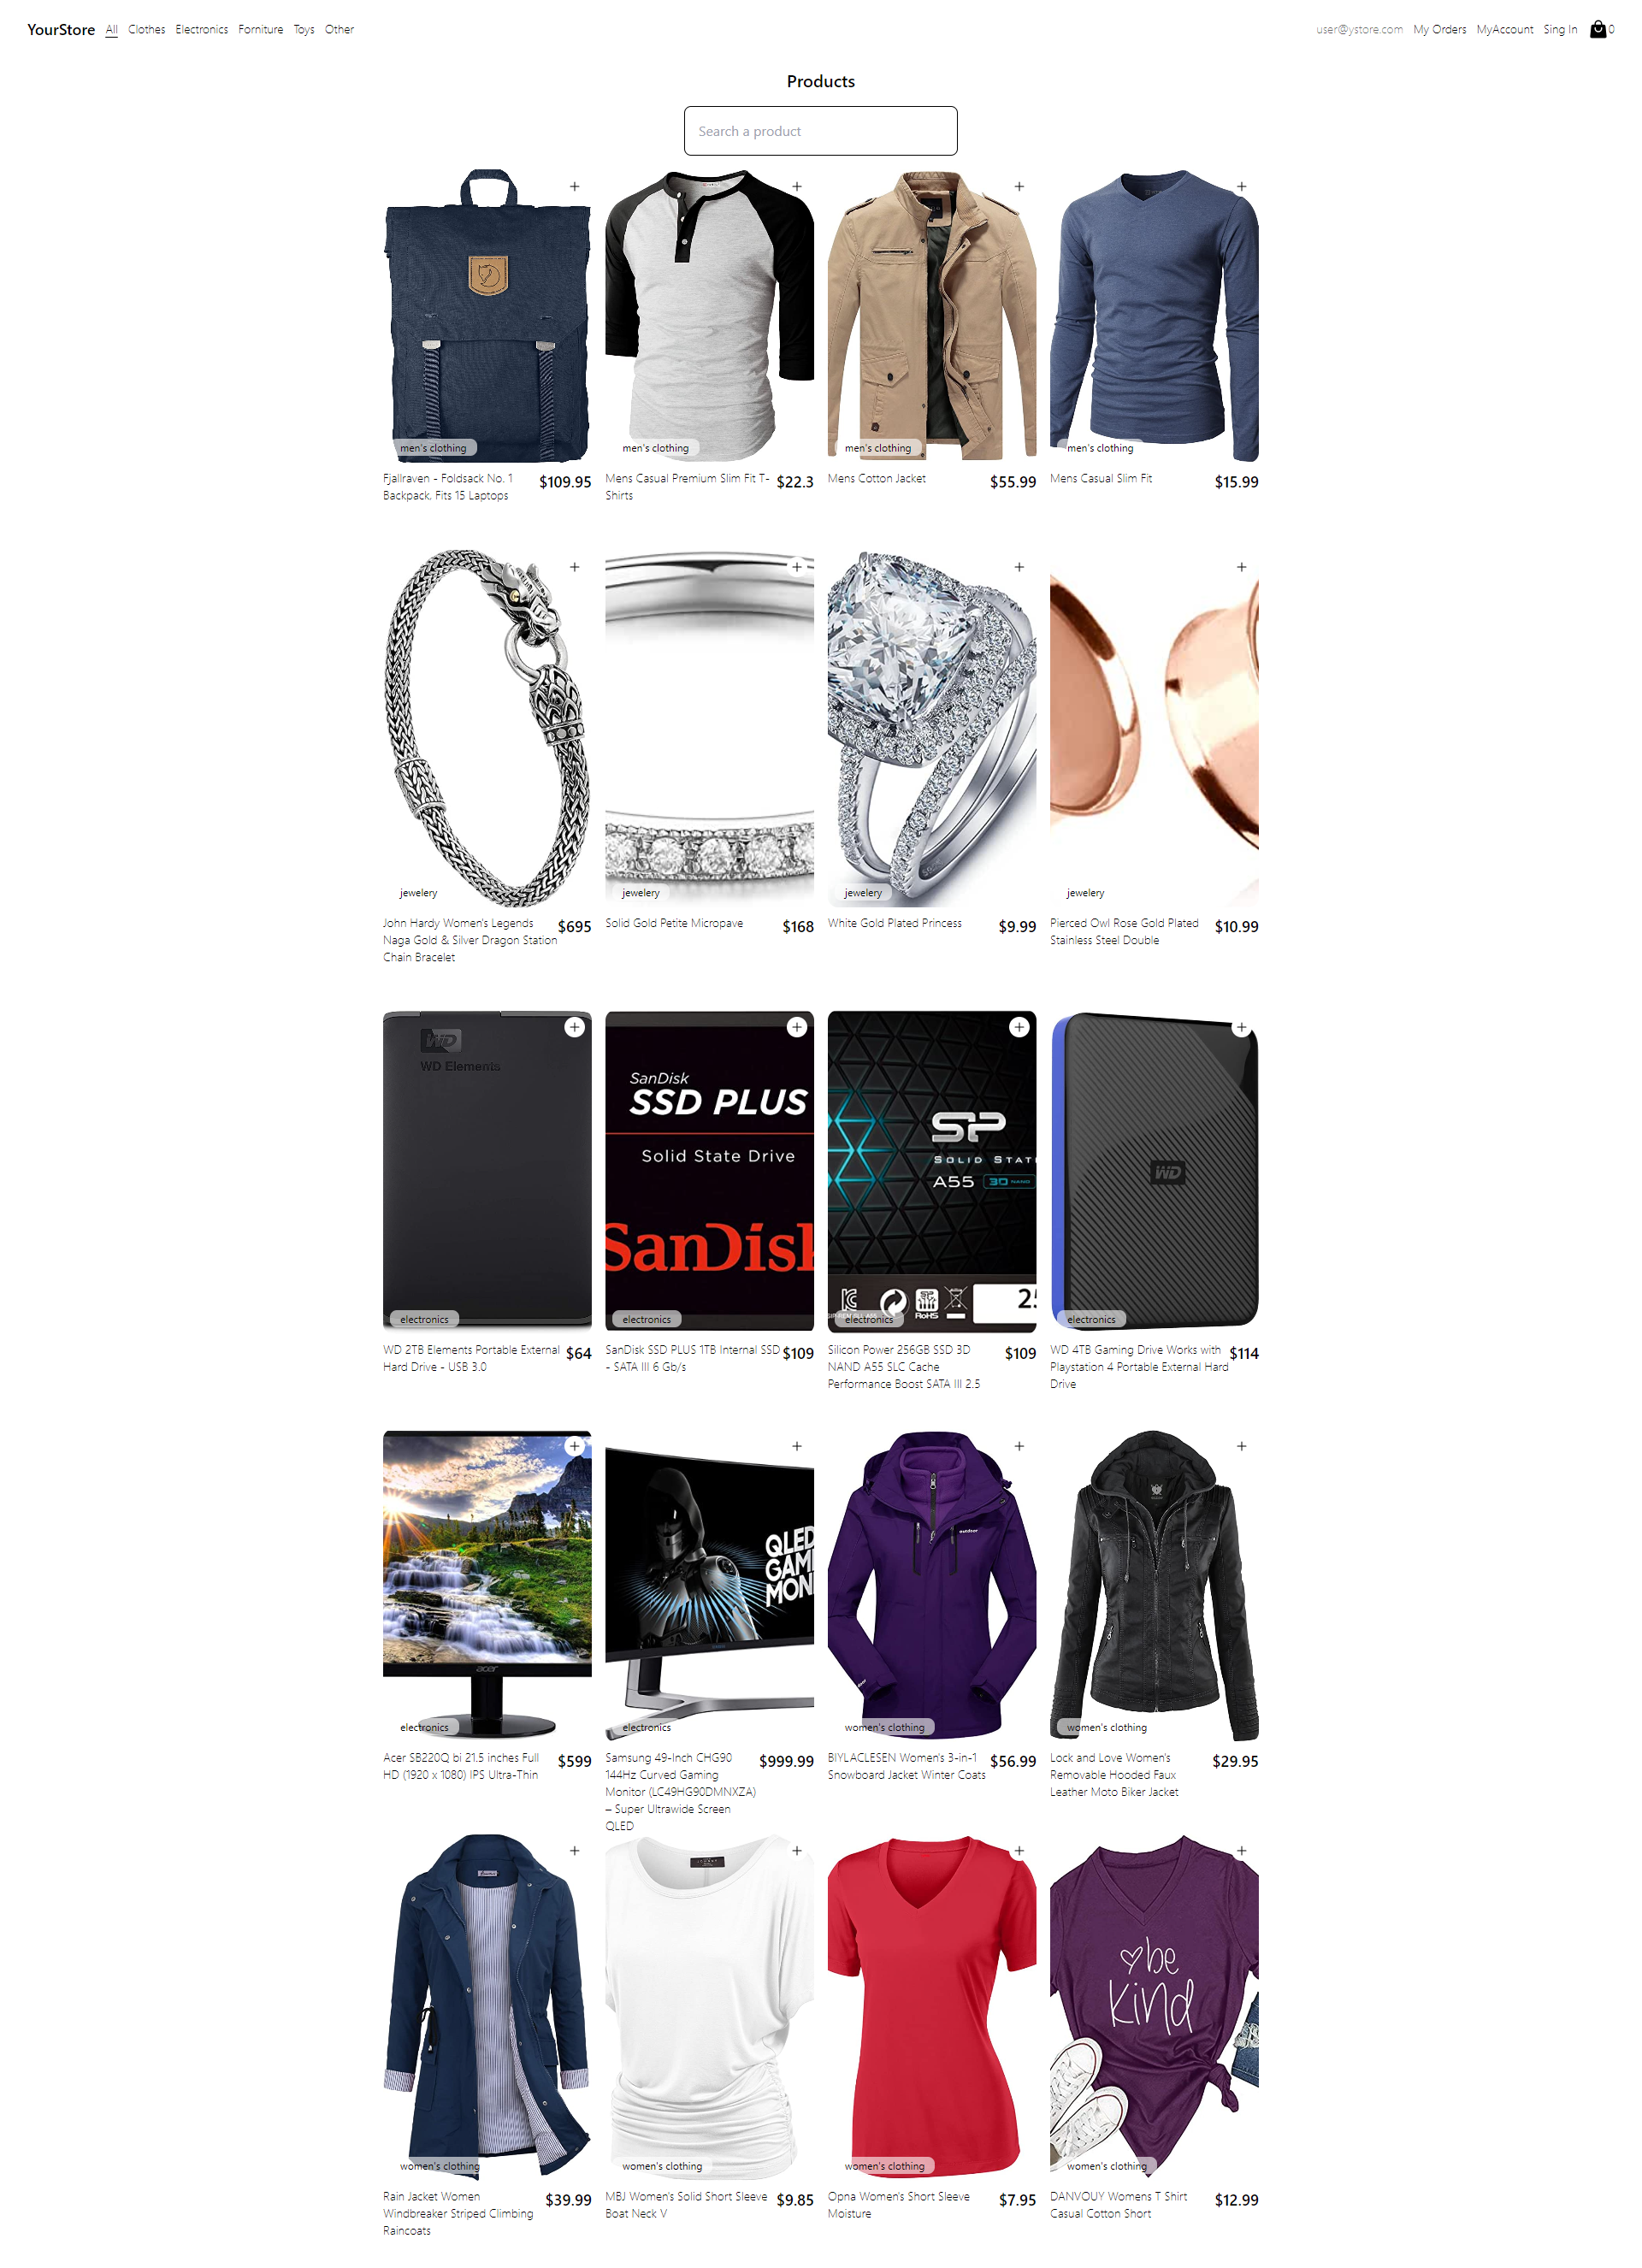 YourStore All Clothes Electronics Forniture Toys Other user@ystore.com My Orders MyAccount Sing In 0
Products
Search a product
men's clothing
Fjallraven - Foldsack No. 1
Backpack, Fits 15 Laptops
$109.95
men's clothing
Mens Casual Premium Slim Fit T-
Shirts
$22.3
men's clothing
Mens Cotton Jacket
$55.99
men's clothing
Mens Casual Slim Fit
$15.99
jewelery
John Hardy Women's Legends
Naga Gold & Silver Dragon Station
Chain Bracelet
$695
jewelery
Solid Gold Petite Micropave
$168
jewelery
White Gold Plated Princess
$9.99
jewelery
Pierced Owl Rose Gold Plated
Stainless Steel Double
$10.99
WD
WD Elements
electronics
WD 2TB Elements Portable External
Hard Drive - USB 3.0
$64
SanDisk
SSD PLUS
Solid State Drive
SanDisk
electronics
SanDisk SSD PLUS 1TB Internal SSD
- SATA III 6 Gb/s
$109
SP
SOLID STAT
A55 3D NAND
RoHS
electronics
Silicon Power 256GB SSD 3D
NAND A55 SLC Cache
Performance Boost SATA III 2.5
$109
WD
electronics
WD 4TB Gaming Drive Works with
Playstation 4 Portable External Hard
Drive
$114
acer
electronics
Acer SB220Q bi 21.5 inches Full
HD (1920 x 1080) IPS Ultra-Thin
$599
QLED
GAMI
MONI
electronics
Samsung 49-Inch CHG90
144Hz Curved Gaming
Monitor (LC49HG90DMNXZA)
– Super Ultrawide Screen
QLED
$999.99
outdoor
women's clothing
BIYLACLESEN Women's 3-in-1
Snowboard Jacket Winter Coats
$56.99
women's clothing
Lock and Love Women's
Removable Hooded Faux
Leather Moto Biker Jacket
$29.95
women's clothing
Rain Jacket Women
Windbreaker Striped Climbing
Raincoats
$39.99
women's clothing
MBJ Women's Solid Short Sleeve
Boat Neck V
$9.85
women's clothing
Opna Women's Short Sleeve
Moisture
$7.95
be
kind
women's clothing
DANVOUY Womens T Shirt
Casual Cotton Short
$12.99